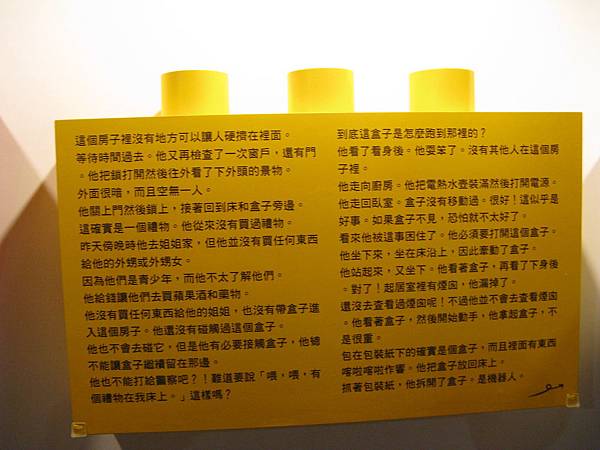 這個房子裡沒有地方可以讓人硬擠在裡面。
等待時間過去。他又再檢查了一次窗戶，還有門
。他把鎖打開然後往外看了下外頭的景物。
外面很暗，而且空無一人。
他關上門然後鎖上，接著回到床和盒子旁邊。
這確實是一個禮物。他從來沒有買過禮物。
昨天傍晚時他去姐姐家，但他並沒有買任何東西
給他的外甥或外甥女。
因為他們是青少年，而他不太了解他們。
他給錢讓他們去買蘋果酒和藥物。
他沒有買任何東西給他的姐姐，也沒有帶盒子進
入這個房子。他還沒有碰觸過這個盒子。
他也不會去碰它，但是他有必要接觸盒子，他總
不能讓盒子繼續留在那邊。
他也不能打給警察吧？！難道要說「喂，喂，有
個禮物在我床上。」這樣嗎？
到底這盒子是怎麼跑到那裡的？
他看了看身後。他耍笨了。沒有其他人在這個房
子裡。
他走向廚房。他把電熱水壺裝滿然後打開電源。
他走回臥室。盒子沒有移動過。很好！這似乎是
好事。如果盒子不見，恐怕就不太好了。
看來他被這事困住了。他必須要打開這個盒子。
他坐下來，坐在床沿上，因此牽動了盒子。
他站起來，又坐下。他看著盒子，再看了下身後
。對了！起居室裡有煙囪，他漏掉了。
還沒去查看過煙囪呢！不過他並不會去查看煙囪
。他看著盒子，然後開始動手，他拿起盒子，不
是很重。
包在包裝紙下的確實是個盒子，而且裡面有東西
喀啦喀啦作響。他把盒子放回床上。
抓著包裝紙，他拆開了盒子。是機器人。